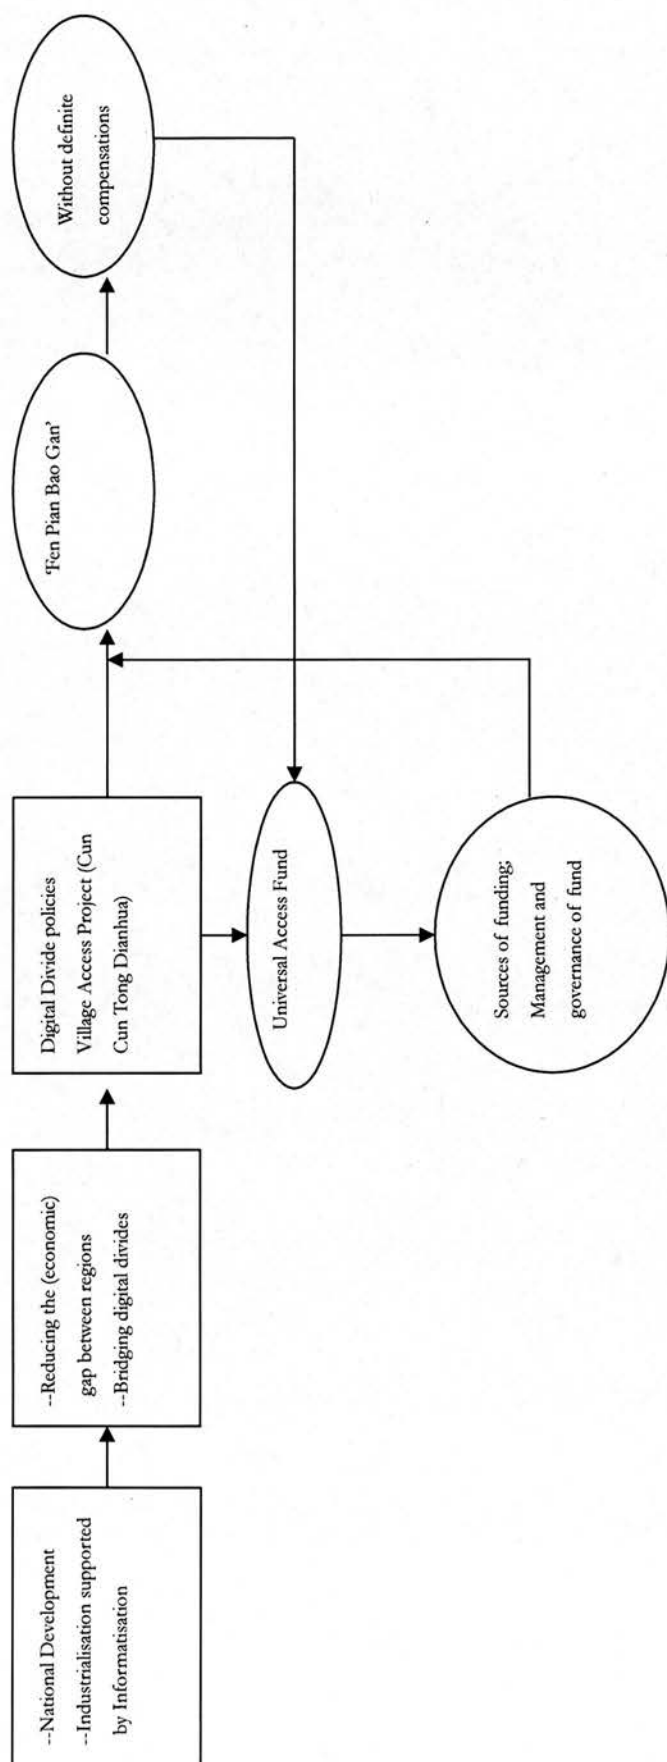 --National Development
--Industrialisation supported
by Informatisation
--Reducing the (economic)
gap between regions
--Bridging digital divides
Digital Divide policies
Village Access Project (Cun
Cun Tong Dianhua)
'Fen Pian Bao Gan'
Without definite
compensations
Universal Access Fund
Sources of funding;
Management and
governance of fund